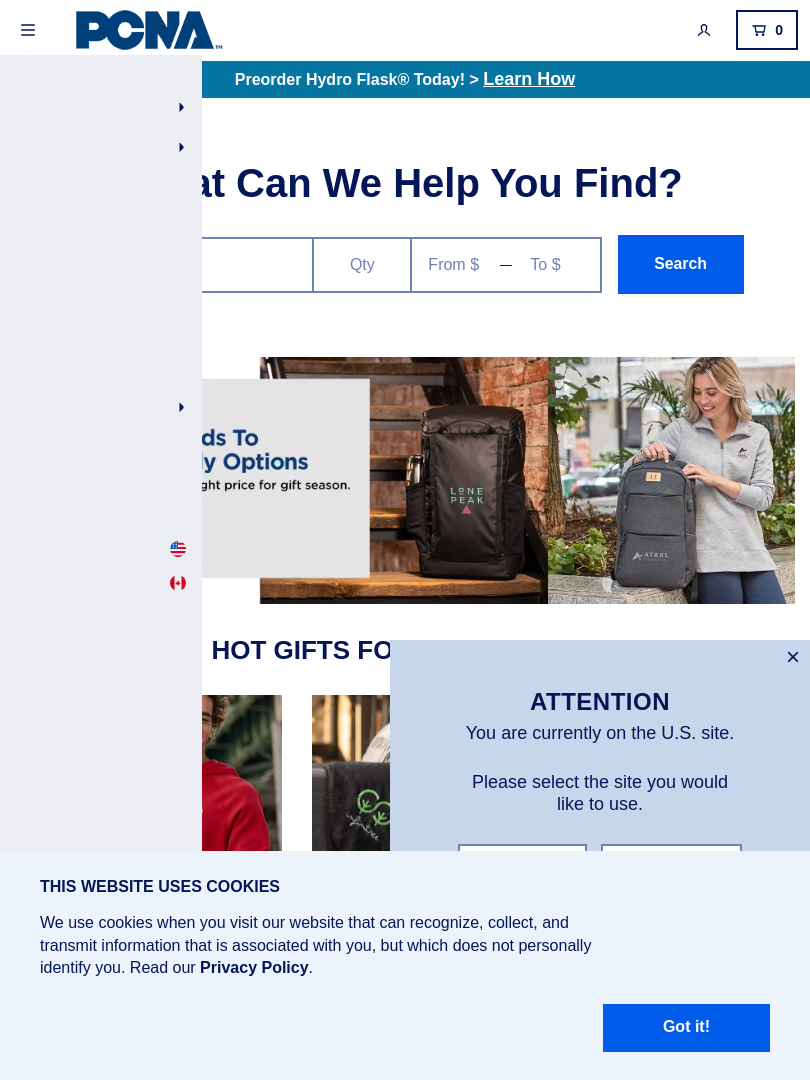 PCNA™
0
Preorder Hydro Flask® Today! > Learn How
at Can We Help You Find?
Qty
From $
—
To $
Search
ds To
ly Options
ght price for gift season.
LONE
PEAK
AÏREL
HOT GIFTS FO
×
ATTENTION
You are currently on the U.S. site.
Please select the site you would
like to use.
THIS WEBSITE USES COOKIES
We use cookies when you visit our website that can recognize, collect, and
transmit information that is associated with you, but which does not personally
identify you. Read our Privacy Policy.
Got it!